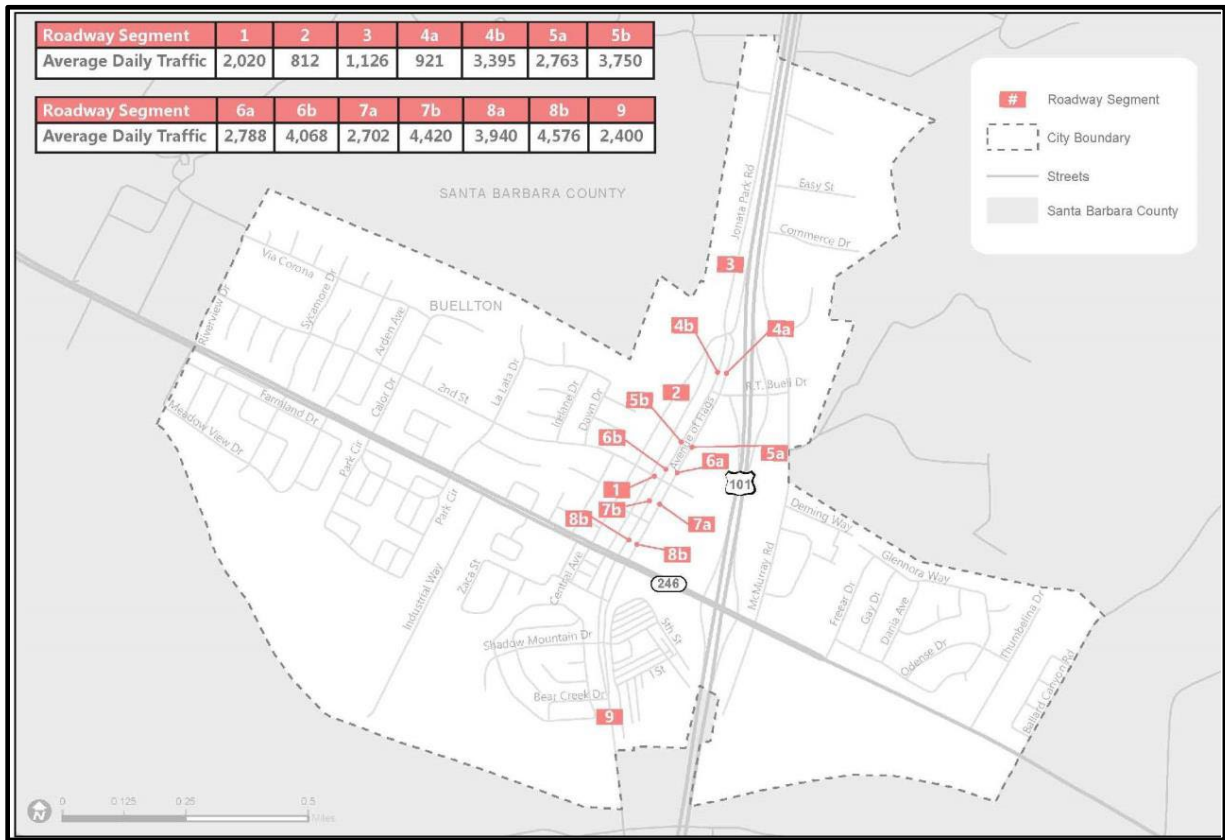 Roadway Segment 1 2 3 4a 4b 5a 5b
Average Daily Traffic 2,020 812 1,126 921 3,395 2,763 3,750
Roadway Segment 6a 6b 7a 7b 8a 8b 9
Average Daily Traffic 2,788 4,068 2,702 4,420 3,940 4,576 2,400
# Roadway Segment
City Boundary
Streets
Santa Barbara County
SANTA BARBARA COUNTY
BUELLTON
Jonata Park Rd
Easy St
Commerce Dr
3
Via Corona
Riverview Dr
Sycamore Dr
Arden Ave
4b
4a
Calor Dr
2nd St
La Lata Dr
Irelane Dr
Dawn Dr
2
R.T. Buell Dr
5b
Avenue of Flags
Farmland Dr
Meadow View Dr
Park Cir
Park Cir
6b
6a
5a
101
1
7b
7a
8b
8b
Deming Way
Glennora Way
246
Central Ave
Zaca St
Industrial Way
McMurray Rd
Freear Dr
Gay Dr
Dania Ave
Odense Dr
Thumbelina Dr
Ballard Canyon Rd
Shadow Mountain Dr
5th St
I St
Bear Creek Dr
9
N
0 0.125 0.25 0.5
Miles